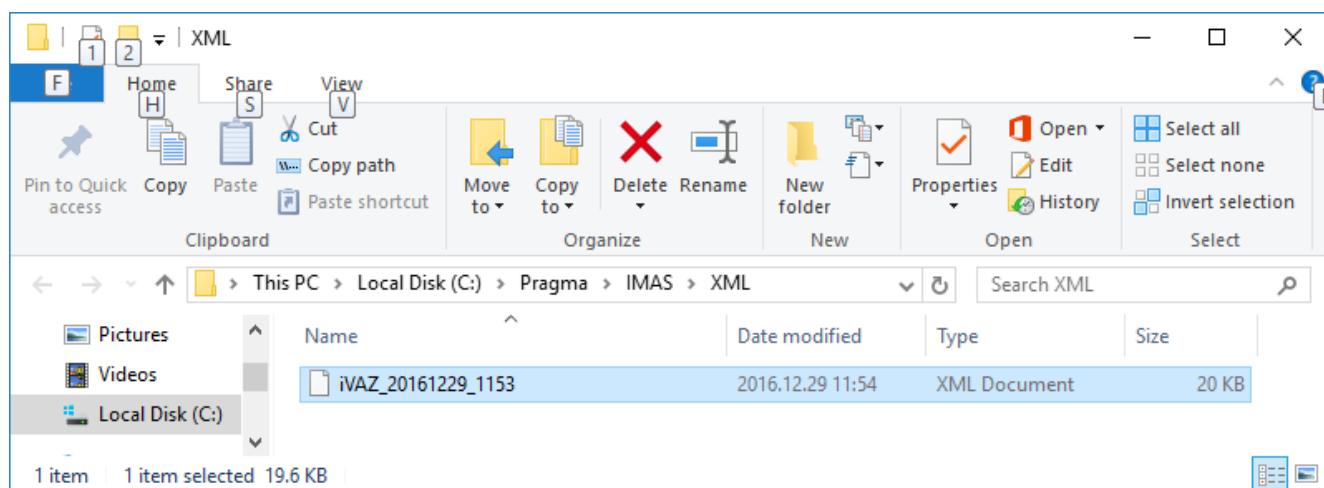 XML
1 2
F Home Share View
H S V
Pin to Quick access
Copy
Paste
Cut
Copy path
Paste shortcut
Clipboard
Move to
Copy to
Delete
Rename
Organize
New folder
New
Properties
Open
Edit
History
Open
Select all
Select none
Invert selection
Select
This PC > Local Disk (C:) > Pragma > IMAS > XML
Search XML
Pictures
Videos
Local Disk (C:)
Name Date modified Type Size
iVAZ_20161229_1153 2016.12.29 11:54 XML Document 20 KB
1 item 1 item selected 19.6 KB